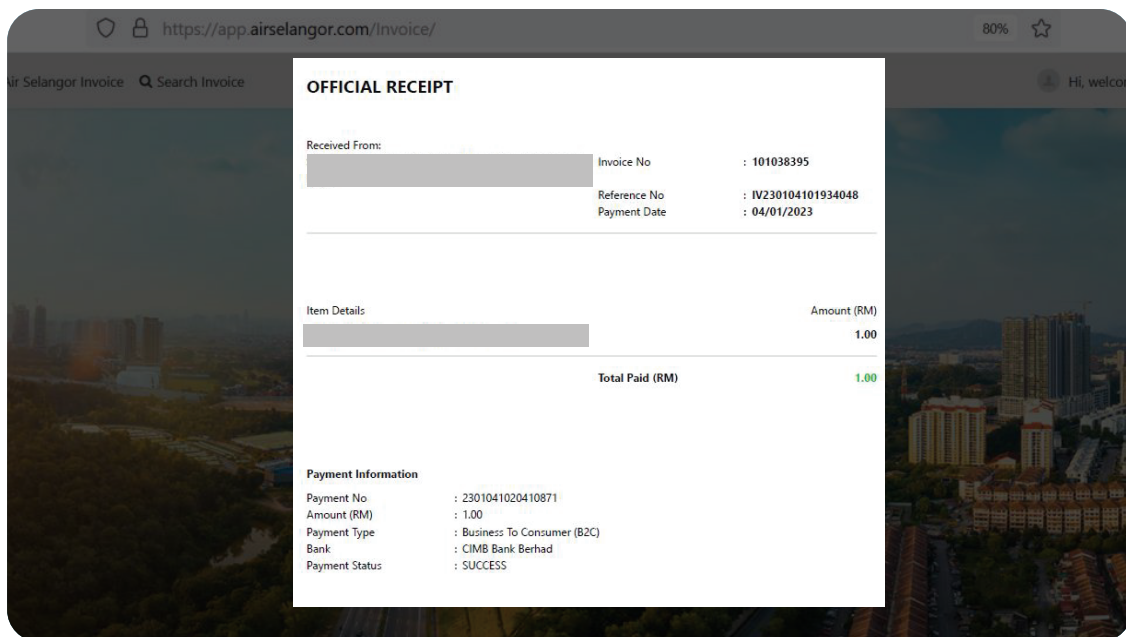 https://app.airselangor.com/Invoice/
80%
Air Selangor Invoice Search Invoice
Hi,
OFFICIAL RECEIPT
Received From:
Invoice No : 101038395
Reference No : IV230104101934048
Payment Date : 04/01/2023
Item Details Amount (RM)
1.00
Total Paid (RM) 1.00
Payment Information
Payment No : 2301041020410871
Amount (RM) : 1.00
Payment Type : Business To Consumer (B2C)
Bank : CIMB Bank Berhad
Payment Status : SUCCESS